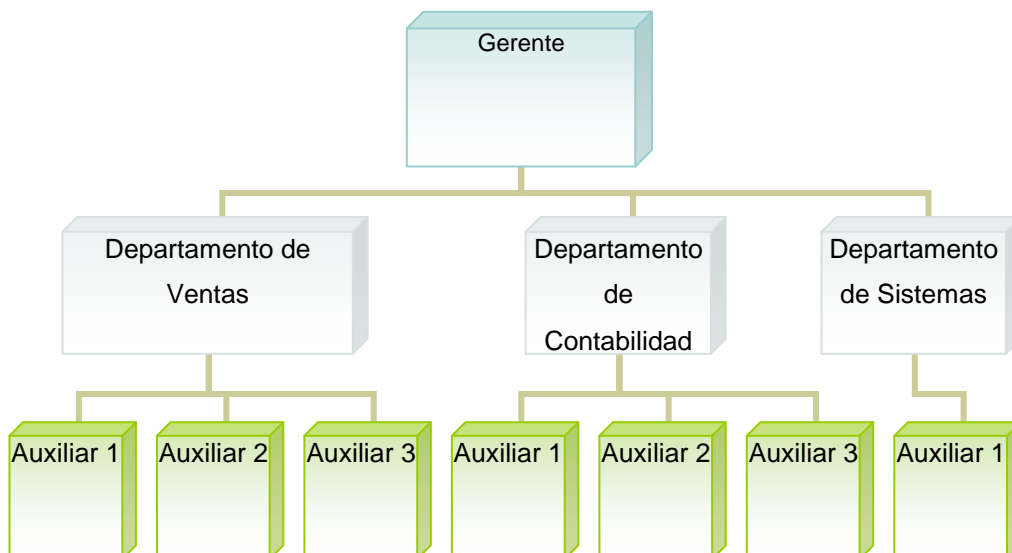 Gerente
Departamento de
Ventas
Departamento
de
Contabilidad
Departamento
de Sistemas
Auxiliar 1
Auxiliar 2
Auxiliar 3
Auxiliar 1
Auxiliar 2
Auxiliar 3
Auxiliar 1